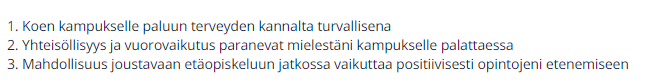 1. Koen kampukselle paluun terveyden kannalta turvallisena
2. Yhteisöllisyys ja vuorovaikutus paranevat mielestäni kampukselle palattaessa
3. Mahdollisuus joustavaan etäopiskeluun jatkossa vaikuttaa positiivisesti opintojeni etenemiseen